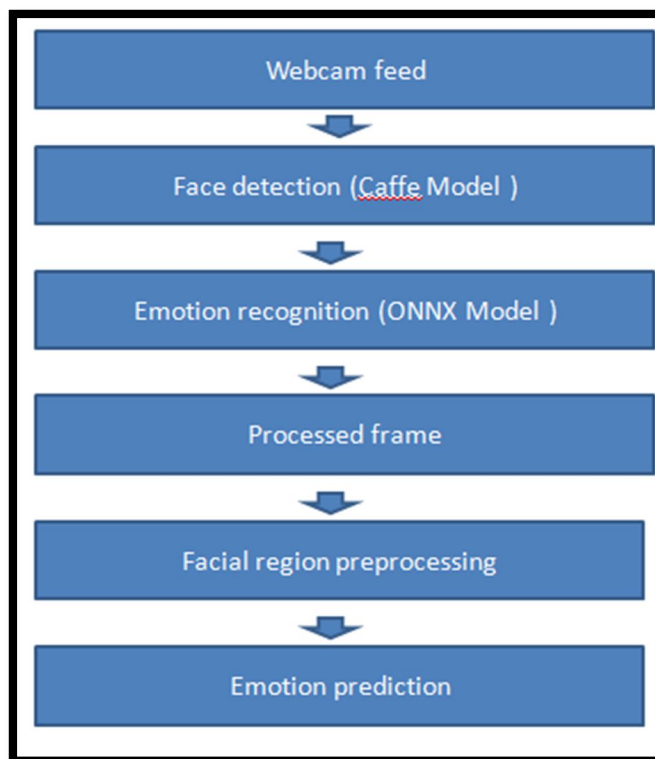 Webcam feed
Face detection (Caffe Model )
Emotion recognition (ONNX Model )
Processed frame
Facial region preprocessing
Emotion prediction